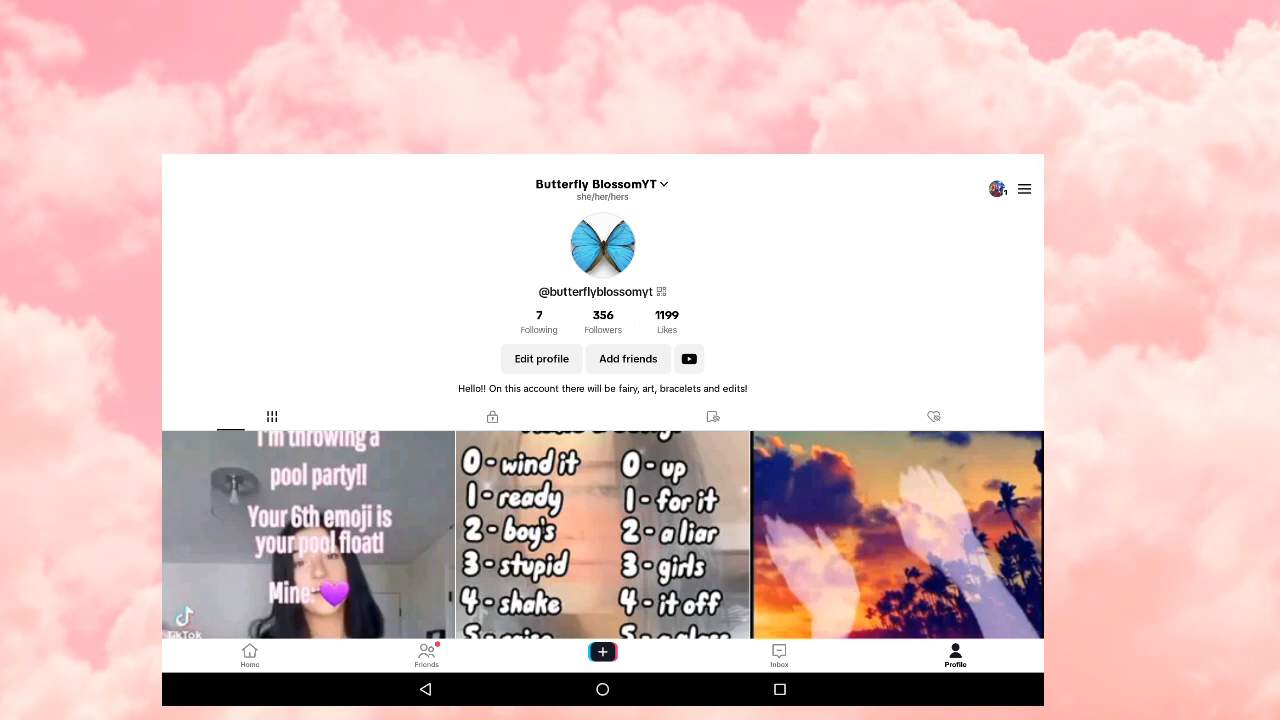 Butterfly BlossomYT
she/her/hers
1
@butterflyblossomyt
7 356 1199
Following Followers Likes
Edit profile Add friends
Hello!! On this account there will be fairy, art, bracelets and edits!
I'm throwing a
pool party!!
Your 6th emoji is
your pool float!
Mine:
TikTok
0 - wind it 0 - up
1 - ready 1 - for it
2 - boy's 2 - a liar
3 - stupid 3 - girls
4 - shake 4 - it off
Home Friends Inbox Profile